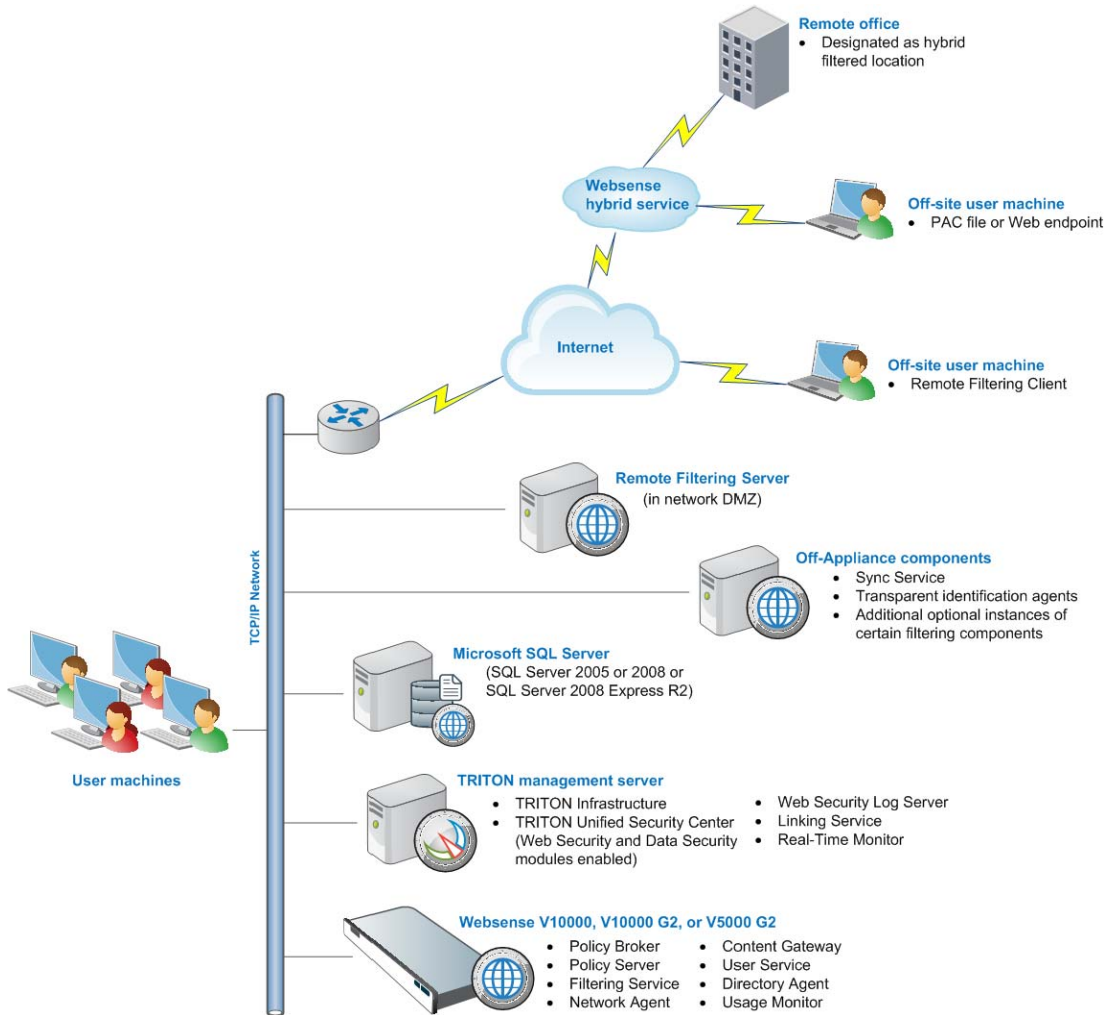 Remote office
• Designated as hybrid
filtered location
Websense
hybrid service
Off-site user machine
• PAC file or Web endpoint
Internet
Off-site user machine
• Remote Filtering Client
Remote Filtering Server
(in network DMZ)
Off-Appliance components
• Sync Service
• Transparent identification agents
• Additional optional instances of
certain filtering components
TCP/IP Network
Microsoft SQL Server
(SQL Server 2005 or 2008 or
SQL Server 2008 Express R2)
User machines
TRITON management server
• TRITON Infrastructure
• TRITON Unified Security Center
(Web Security and Data Security
modules enabled)
• Web Security Log Server
• Linking Service
• Real-Time Monitor
Websense V10000, V10000 G2, or V5000 G2
• Policy Broker
• Policy Server
• Filtering Service
• Network Agent
• Content Gateway
• User Service
• Directory Agent
• Usage Monitor